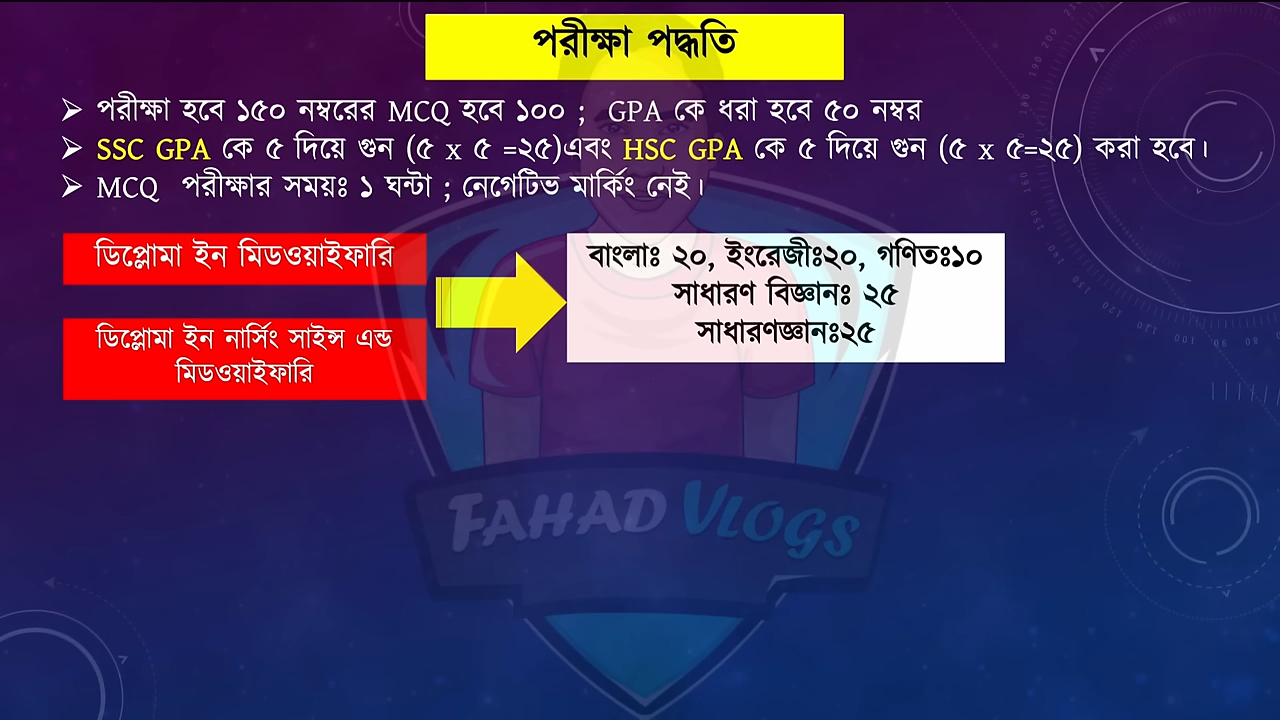 পরীক্ষা পদ্ধতি
➢ পরীক্ষা হবে ১৫০ নম্বরের MCQ হবে ১০০ ; GPA কে ধরা হবে ৫০ নম্বর
➢ SSC GPA কে ৫ দিয়ে গুন (৫ x ৫ =২৫)এবং HSC GPA কে ৫ দিয়ে গুন (৫ x ৫=২৫) করা হবে।
➢ MCQ পরীক্ষার সময়ঃ ১ ঘন্টা ; নেগেটিভ মার্কিং নেই।
ডিপ্লোমা ইন মিডওয়াইফারি
ডিপ্লোমা ইন নার্সিং সাইন্স এন্ড
মিডওয়াইফারি
বাংলাঃ ২০, ইংরেজীঃ২০, গণিতঃ১০
সাধারণ বিজ্ঞানঃ ২৫
সাধারণজ্ঞানঃ২৫
FAHAD VLOGS